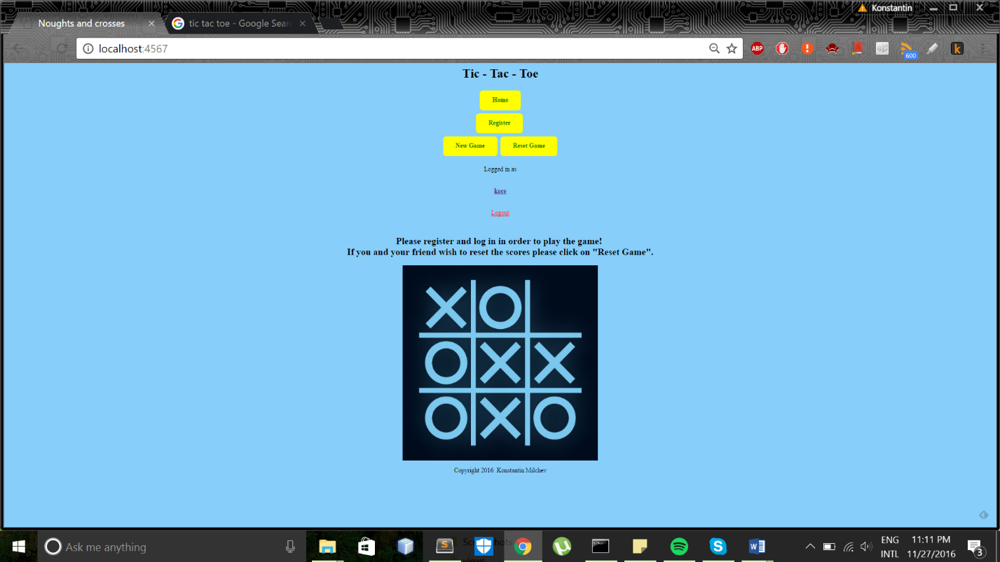 Konstantin
Noughts and crosses
tic tac toe - Google Sear
localhost:4567
ABP
600
k
Tic - Tac - Toe
Home
Register
New Game Reset Game
Logged in as
koce
Logout
Please register and log in in order to play the game!
If you and your friend wish to reset the scores please click on "Reset Game".
X O
O X X
O X O
Copyright 2016: Konstantin Milchev
Ask me anything
ENG 11:11 PM
INTL 11/27/2016
3